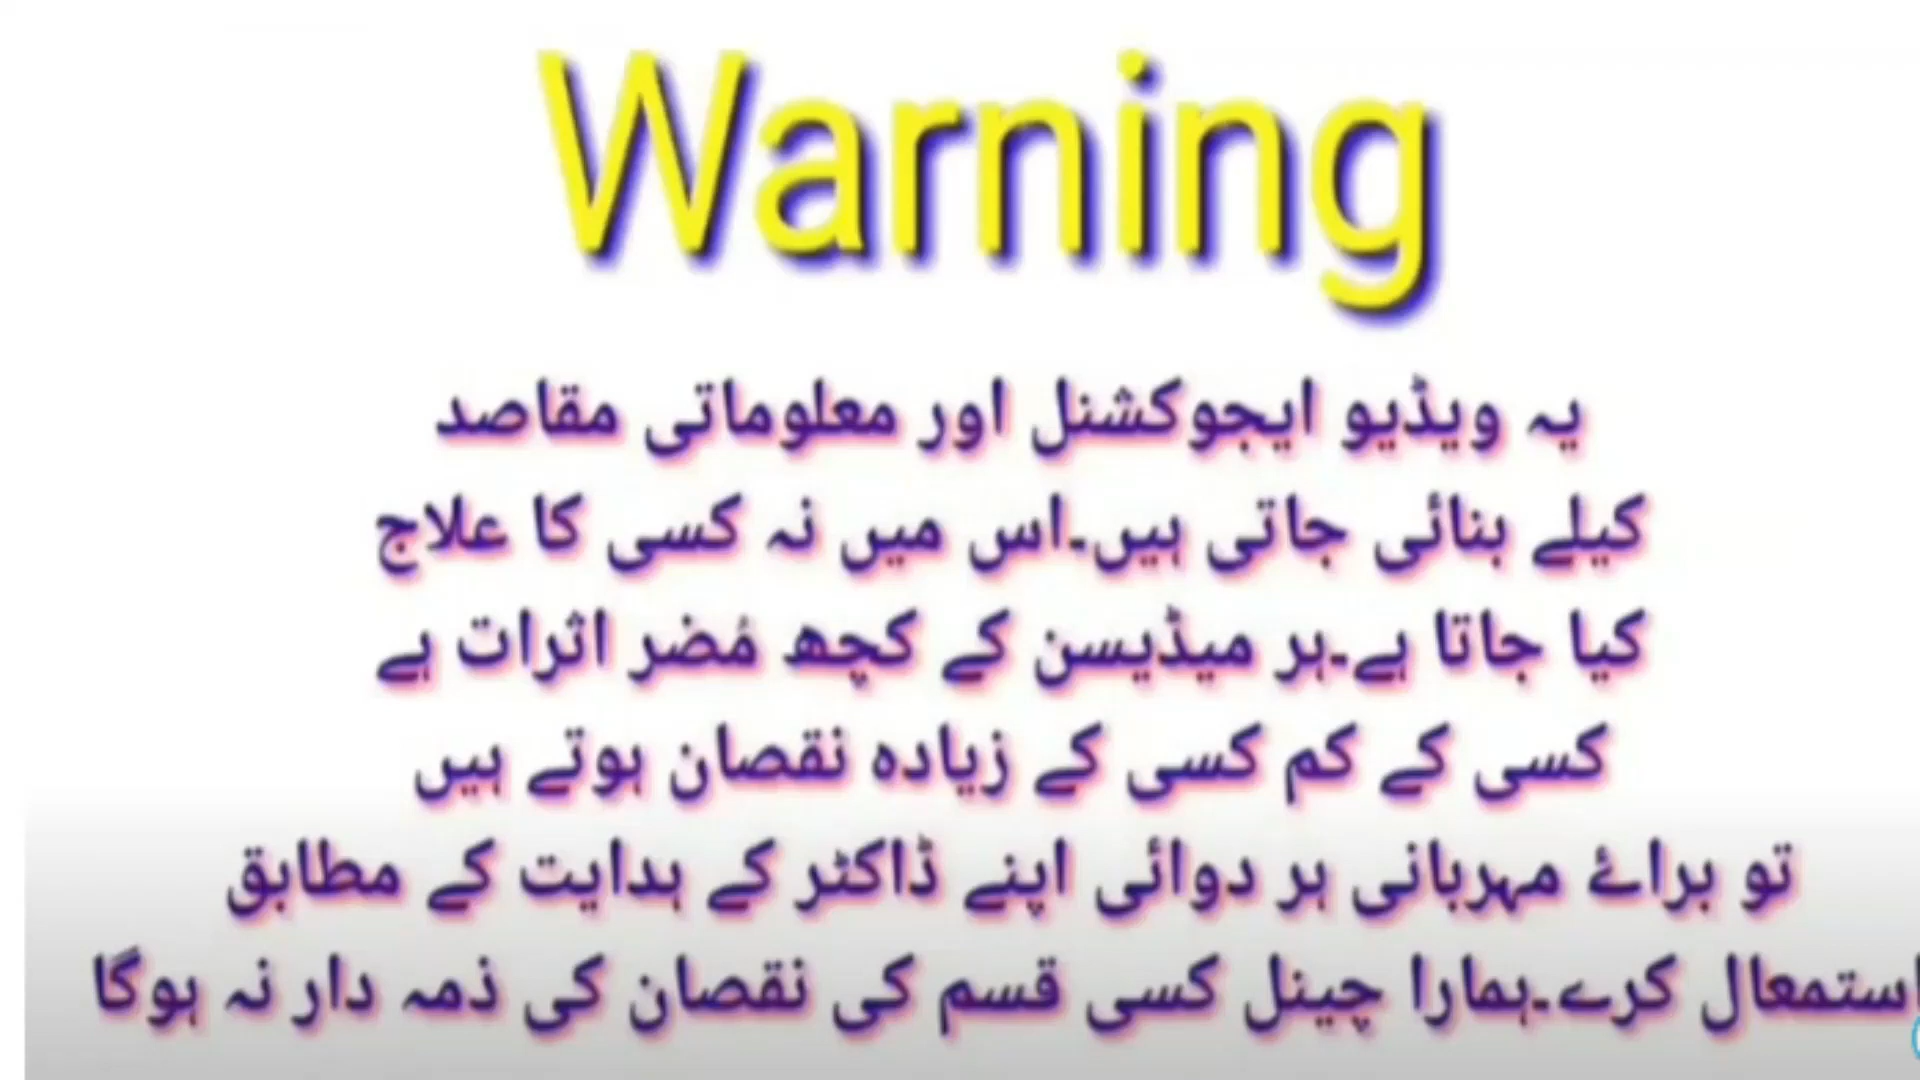 Warning
یہ ویڈیو ایجوکشنل اور معلوماتی مقاصد
کیلے بنائی جاتی ہیں۔اس میں نہ کسی کا علاج
کیا جاتا ہے۔ہر میڈیسن کے کچھ مُضر اثرات ہے
کسی کے کم کسی کے زیادہ نقصان ہوتے ہیں
تو براۓ مہربانی ہر دوائی اپنے ڈاکٹر کے ہدایت کے مطابق
استمعال کرے۔ہمارا چینل کسی قسم کی نقصان کی ذمہ دار نہ ہوگا